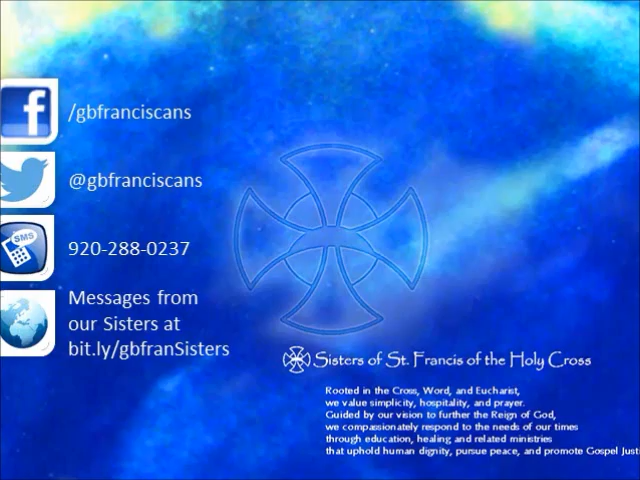 /gbfranciscans
@gbfranciscans
SMS
920-288-0237
Messages from
our Sisters at
bit.ly/gbfranSisters
Sisters of St. Francis of the Holy Cross
Rooted in the Cross, Word, and Eucharist,
we value simplicity, hospitality, and prayer.
Guided by our vision to further the Reign of God,
we compassionately respond to the needs of our times
through education, healing and related ministries
that uphold human dignity, pursue peace, and promote Gospel